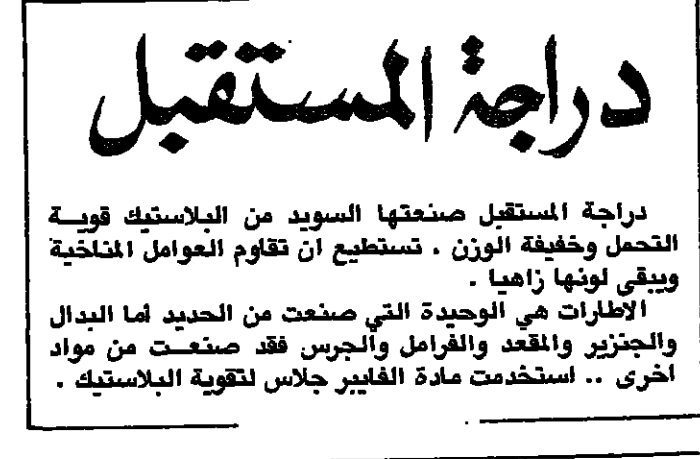 دراجة المستقبل
دراجة المستقبل صنعتها السويد من البلاستيك قويــة
التحمل وخفيفة الوزن . تستطيع ان تقاوم العوامل المناخية
ويبقى لونها زاهيا .
الاطارات هي الوحيدة التي صنعت من الحديد أما البدال
والجنزير والمقعد والفرامل والجرس فقد صنعــت من مواد
اخرى .. استخدمت مادة الفايبر جلاس لتقوية البلاستيك .